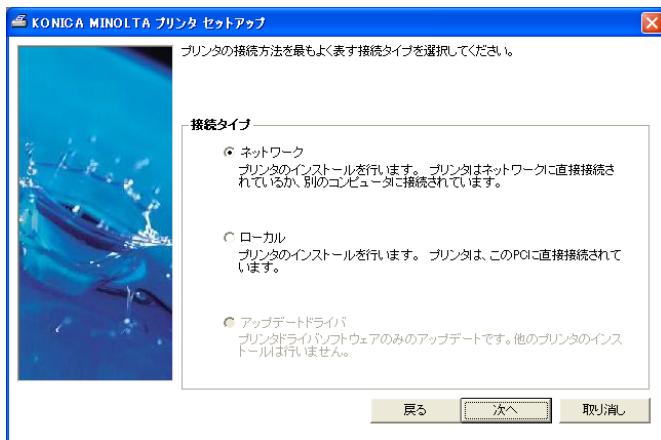 KONICA MINOLTA プリンタ セットアップ
プリンタの接続方法を最もよく表す接続タイプを選択してください。
接続タイプ
ネットワーク
プリンタのインストールを行います。 プリンタはネットワークに直接接続さ
れているか、別のコンピュータに接続されています。
ローカル
プリンタのインストールを行います。 プリンタは、このPCに直接接続されて
います。
アップデートドライバ
プリンタドライバソフトウェアのみのアップデートです。他のプリンタのインス
トールは行いません。
戻る
次へ
取り消し